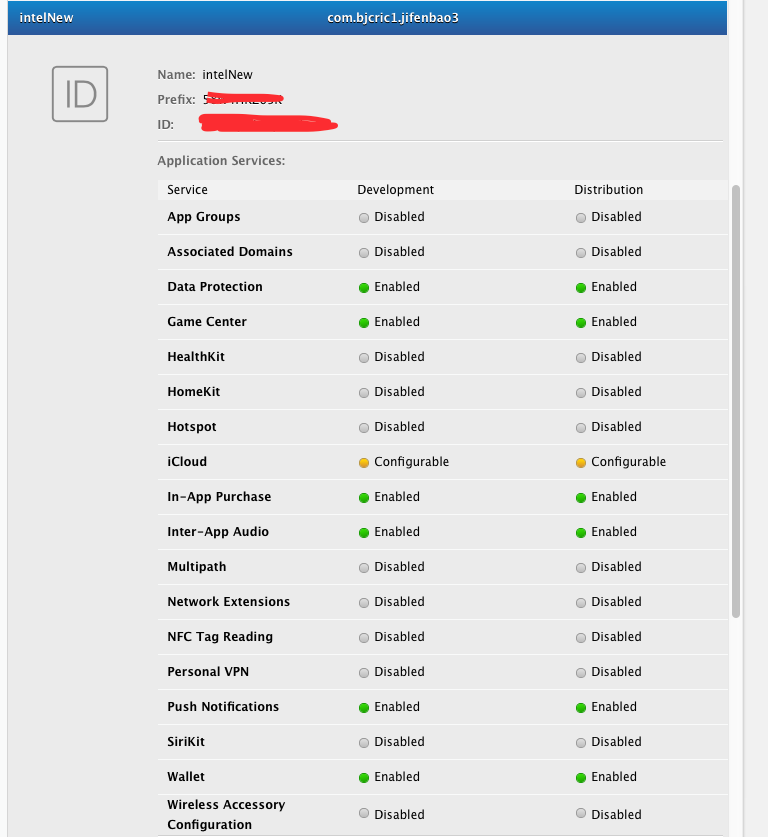 intelNew com.bjcric1.jifenbao3
ID
Name: intelNew
Prefix:
ID:
Application Services:
Service Development Distribution
App Groups Disabled Disabled
Associated Domains Disabled Disabled
Data Protection Enabled Enabled
Game Center Enabled Enabled
HealthKit Disabled Disabled
HomeKit Disabled Disabled
Hotspot Disabled Disabled
iCloud Configurable Configurable
In-App Purchase Enabled Enabled
Inter-App Audio Enabled Enabled
Multipath Disabled Disabled
Network Extensions Disabled Disabled
NFC Tag Reading Disabled Disabled
Personal VPN Disabled Disabled
Push Notifications Enabled Enabled
SiriKit Disabled Disabled
Wallet Enabled Enabled
Wireless Accessory
Configuration Disabled Disabled